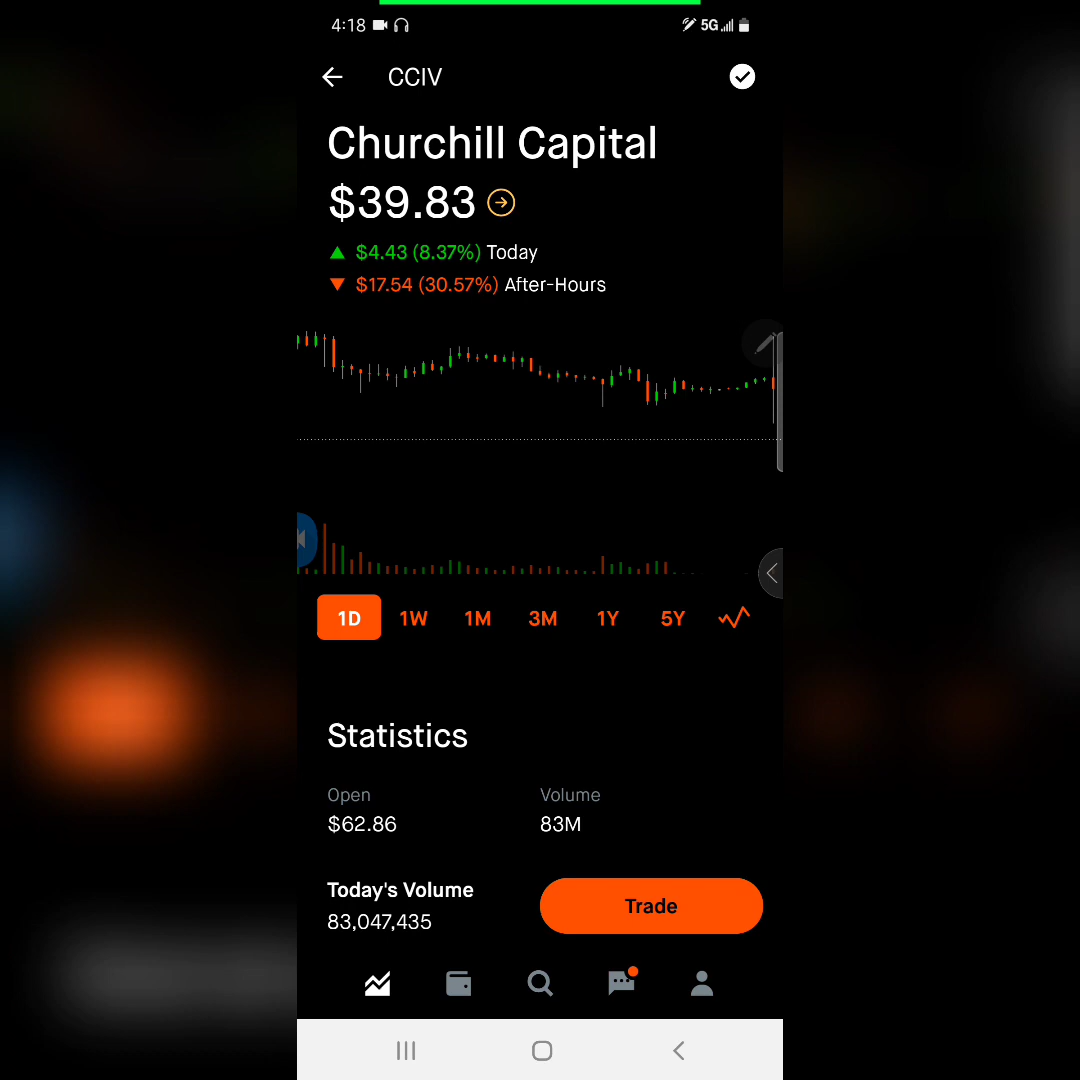 4:18 5G
CCIV
Churchill Capital
$39.83
$4.43 (8.37%) Today
$17.54 (30.57%) After-Hours
1D 1W 1M 3M 1Y 5Y
Statistics
Open Volume
$62.86 83M
Today's Volume
83,047,435
Trade